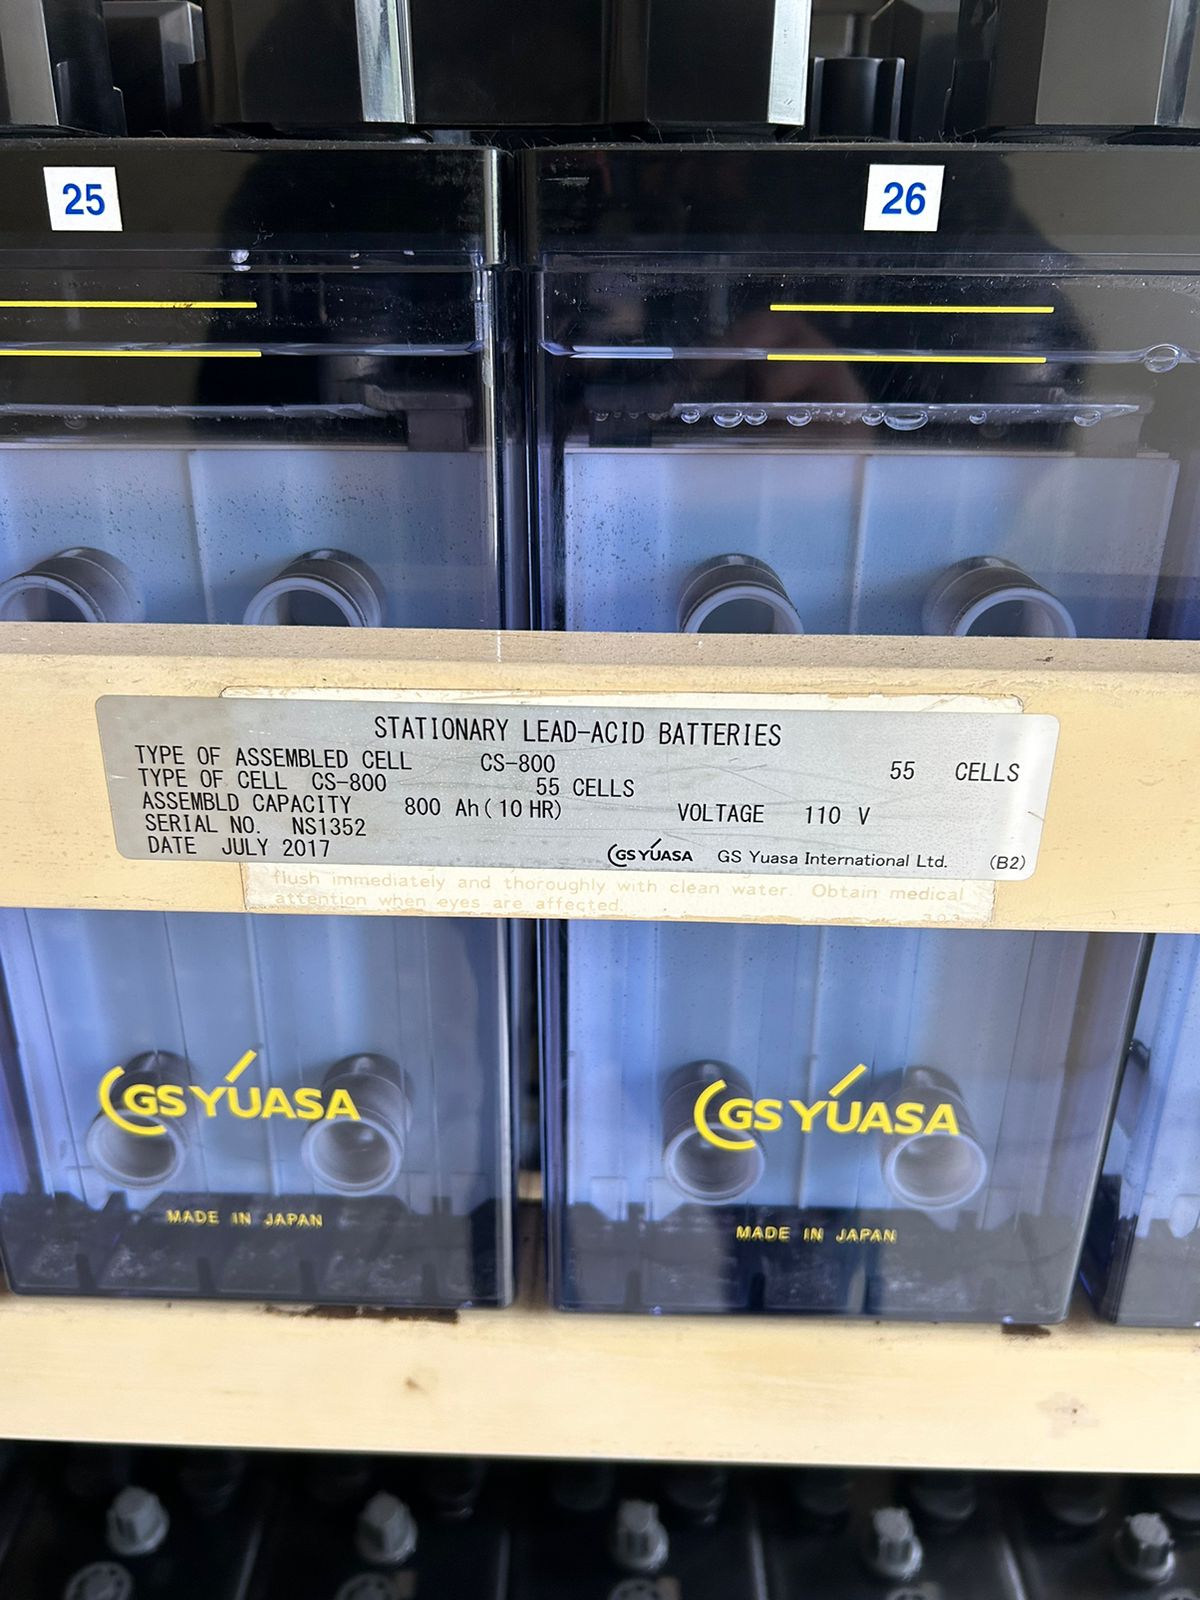 25
26
STATIONARY LEAD-ACID BATTERIES
TYPE OF ASSEMBLED CELL CS-800 55 CELLS
TYPE OF CELL CS-800 55 CELLS
ASSEMBLD CAPACITY 800 Ah(10HR) VOLTAGE 110 V
SERIAL NO. NS1352
DATE JULY 2017
GS YUASA GS Yuasa International Ltd. (B2)
flush immediately and thoroughly with clean water. Obtain medical
attention when eyes are affected.
GS YUASA
MADE IN JAPAN
GS YUASA
MADE IN JAPAN